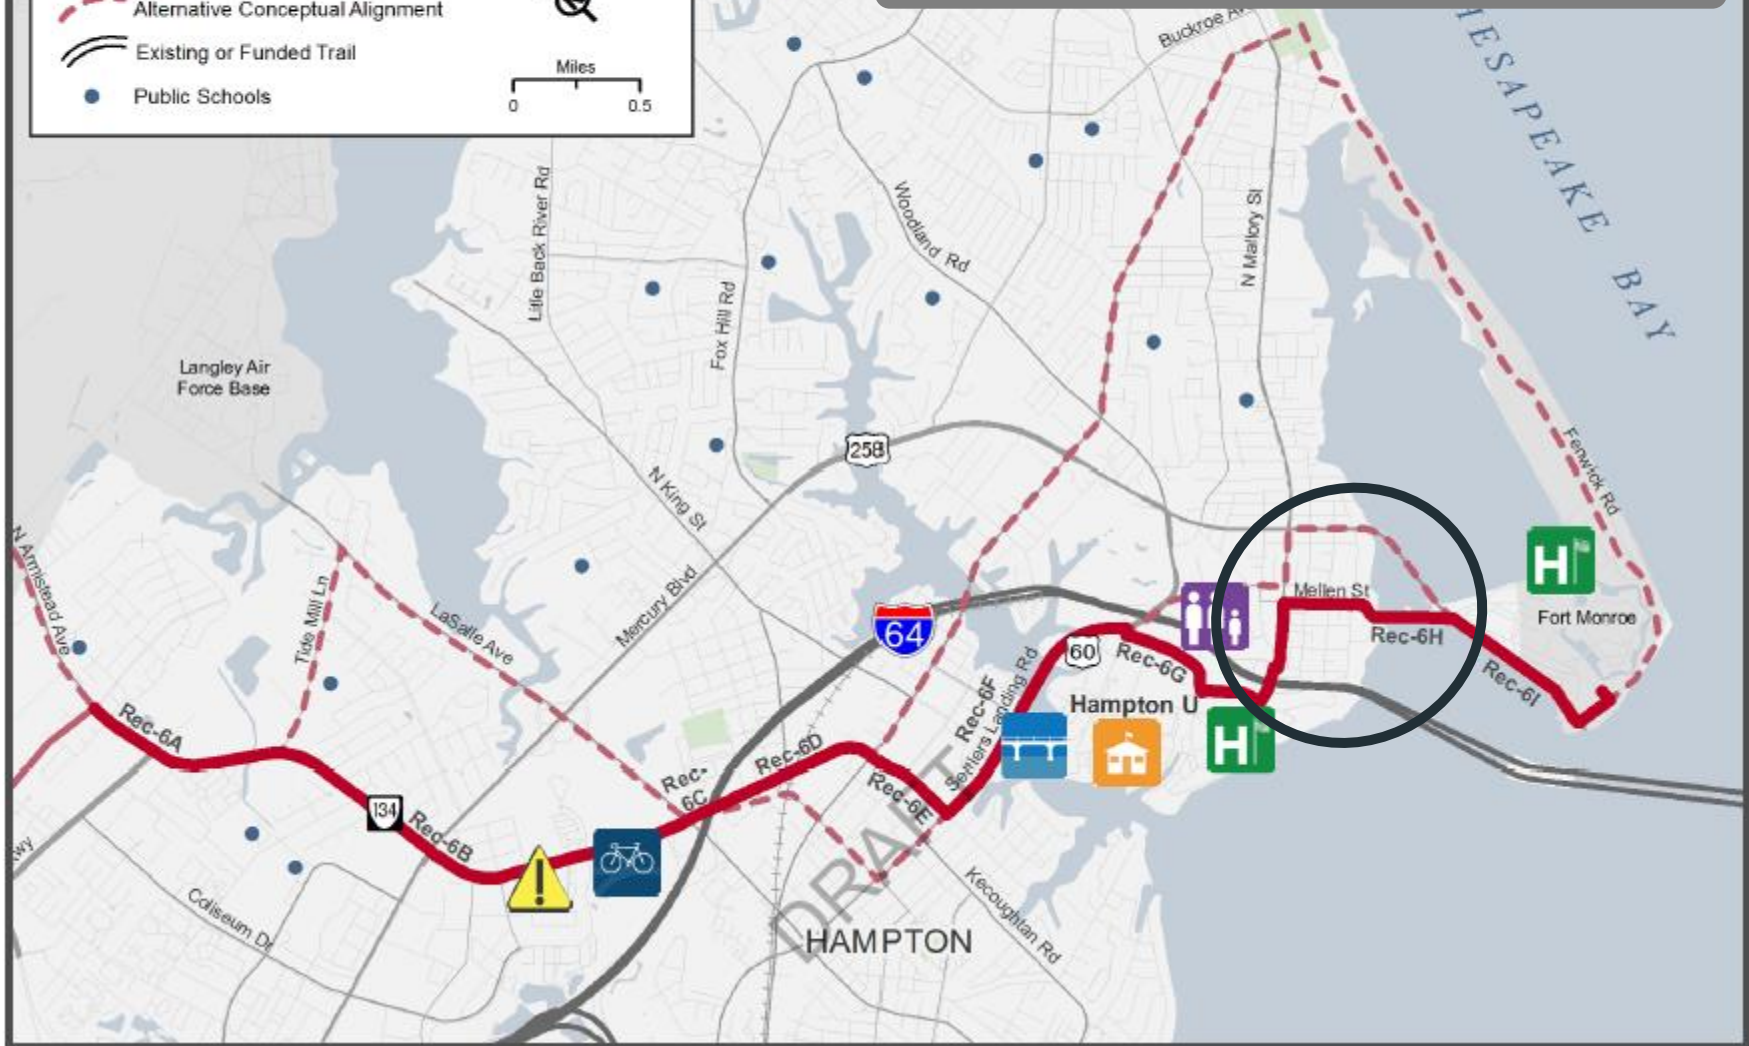 Alternative Conceptual Alignment
Existing or Funded Trail
Public Schools
Miles
0
0.5
Buckroe
CHESAPEAKE BAY
Little Back River Rd
Fox Hill Rd
Woodland Rd
N Mallory St
Langley Air
Force Base
258
N King St
Fenwick Rd
N Armistead Ave
Tide Mill Ln
LaSalle Ave
Mercury Blvd
64
Mellen St
H
Fort Monroe
60
Rec-6H
Rec-6G
Rec-6I
Rec-6F
Settlers Landing Rd
Hampton U
H
Rec-6A
Rec-6D
Rec-
6C
Rec-6E
134
Rec-6B
Coliseum Dr
Kecoughtan Rd
DRAFT
HAMPTON